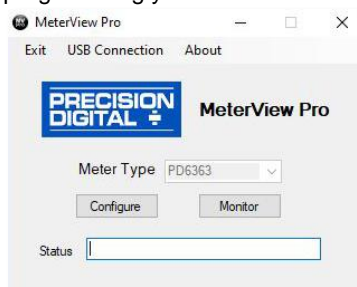 MeterView Pro
Exit USB Connection About
PRECISION
DIGITAL
MeterView Pro
Meter Type PD6363
Configure Monitor
Status